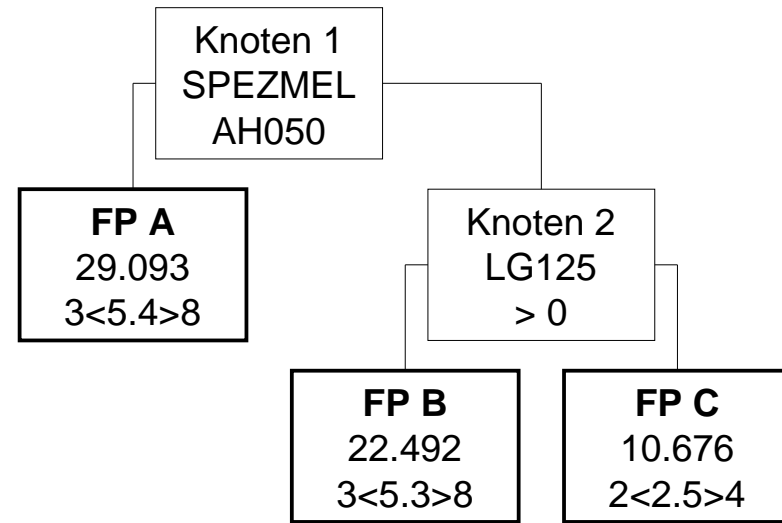 Knoten 1
SPEZMEL
AH050
FP A
29.093
3<5.4>8
Knoten 2
LG125
> 0
FP B
22.492
3<5.3>8
FP C
10.676
2<2.5>4